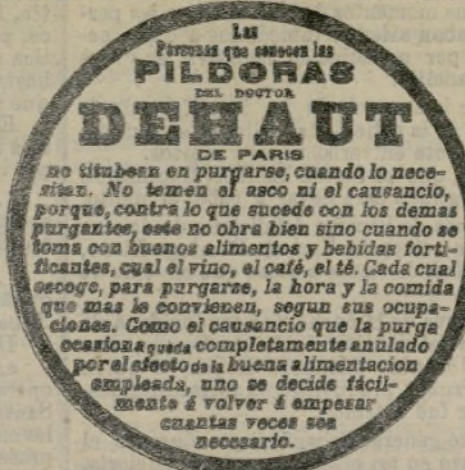 Las
Personas que conocen las
PILDORAS
DEL DOCTOR
DEHAUT
DE PARIS
no titubean en purgarse, cuando lo nece-
sitan. No temen el asco ni el causancio,
porque, contra lo que sucede con los demas
purgantes, este no obra bien sino cuando se
toma con buenos alimentos y bebidas forti-
ficantes, cual el vino, el café, el té. Cada cual
escoge, para purgarse, la hora y la comida
que mas le convienen, segun sus ocupa-
ciones. Como el causancio que la purga
ocasiona queda completamente anulado
por el efecto de la buena alimentacion
empleada, uno se decide fácil-
mente á volver á empezar
cuantas veces sea
necesario.